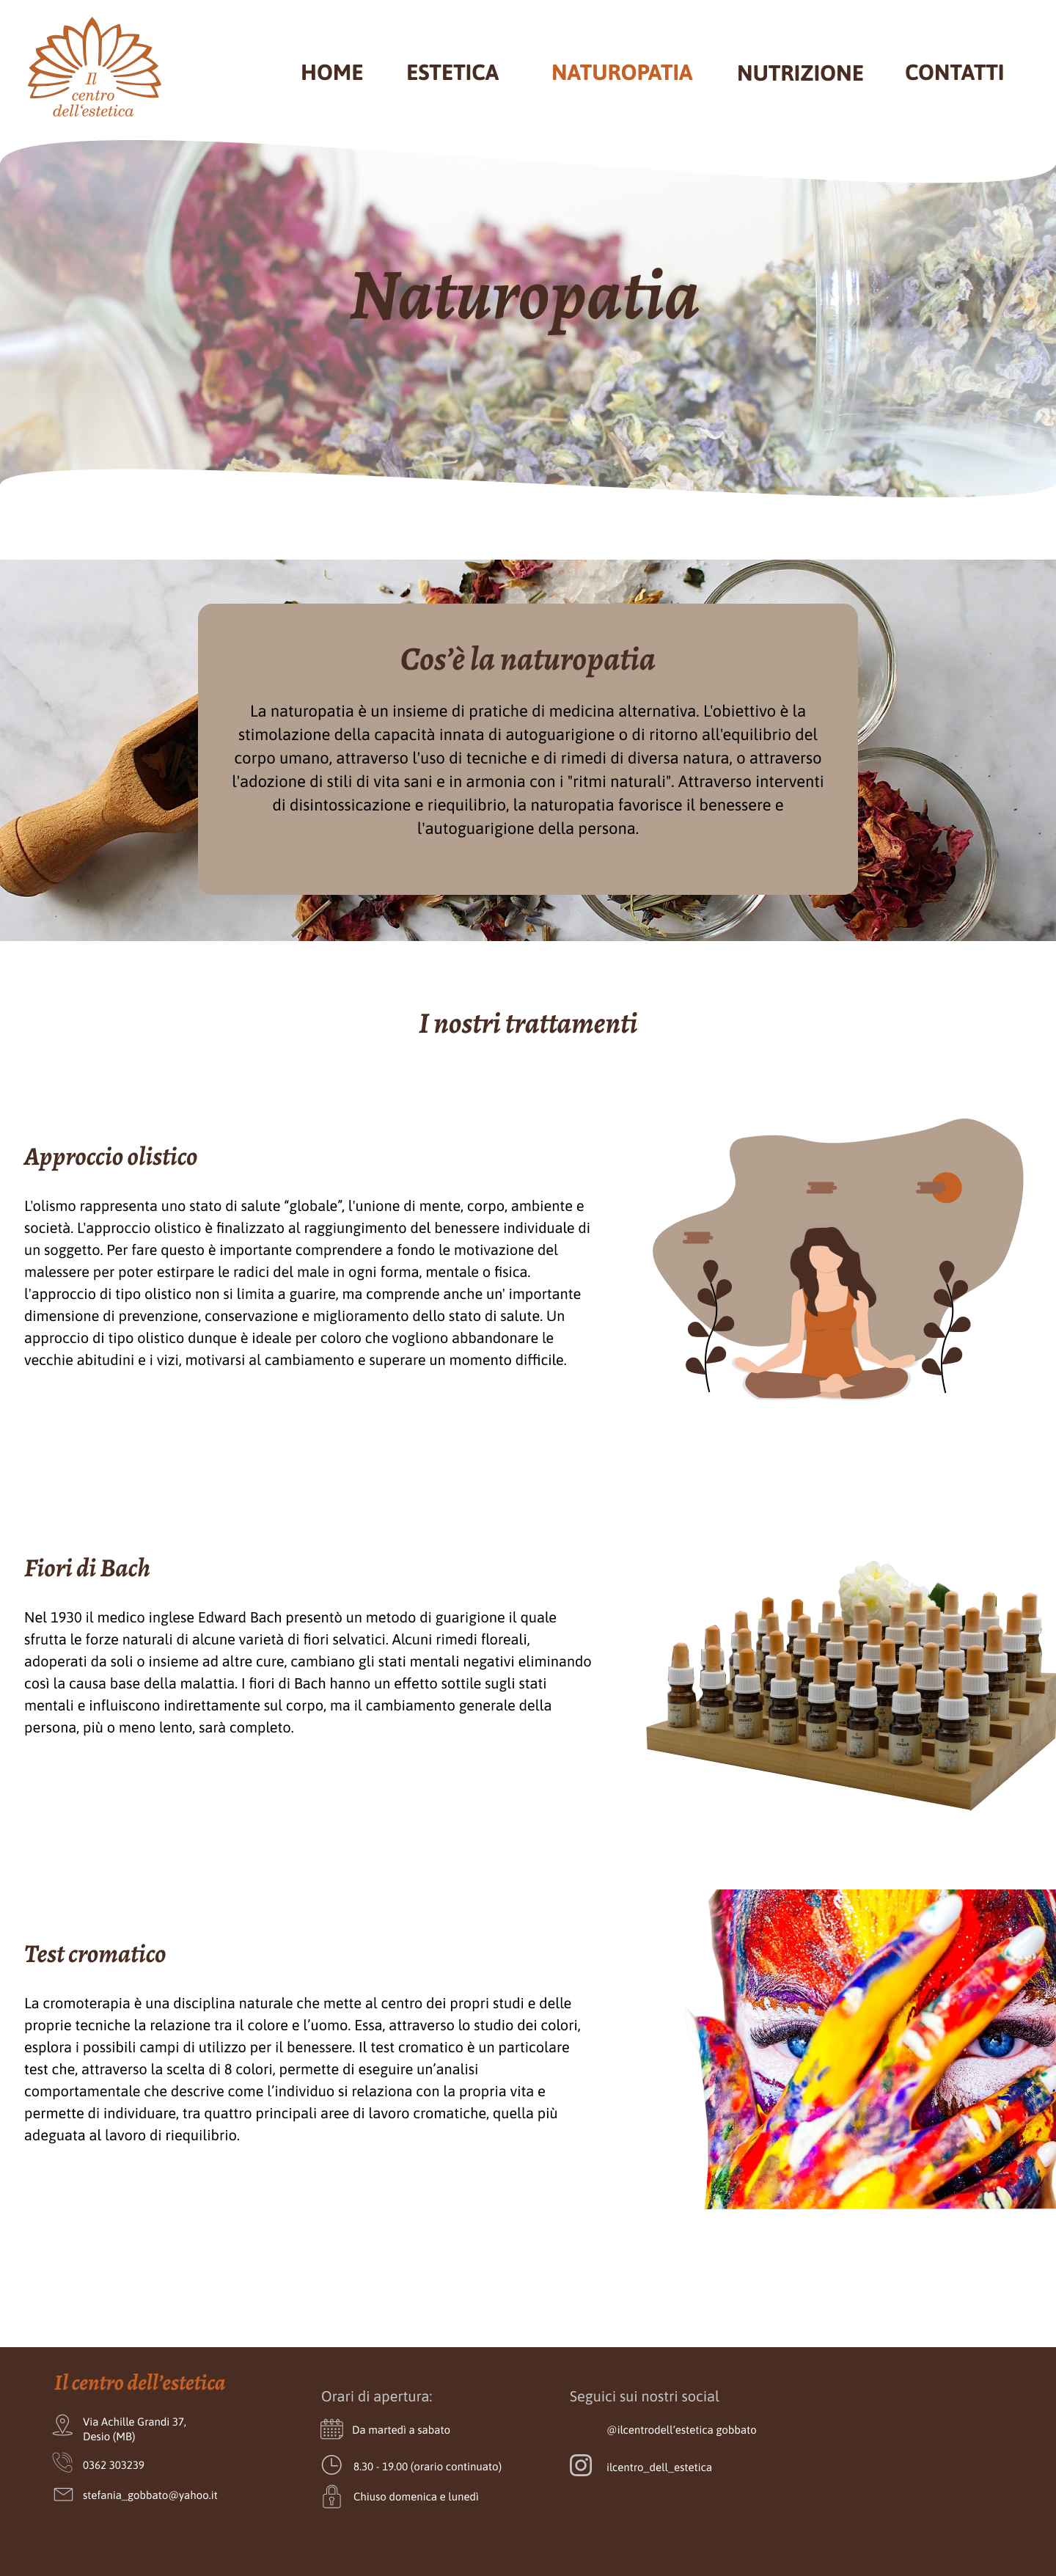 Il
centro
dell'estetica
HOME ESTETICA NATUROPATIA NUTRIZIONE CONTATTI
Naturopatia
Cos’è la naturopatia
La naturopatia è un insieme di pratiche di medicina alternativa. L'obiettivo è la
stimolazione della capacità innata di autoguarigione o di ritorno all'equilibrio del
corpo umano, attraverso l'uso di tecniche e di rimedi di diversa natura, o attraverso
l'adozione di stili di vita sani e in armonia con i "ritmi naturali". Attraverso interventi
di disintossicazione e riequilibrio, la naturopatia favorisce il benessere e
l'autoguarigione della persona.
I nostri trattamenti
Approccio olistico
L'olismo rappresenta uno stato di salute “globale”, l'unione di mente, corpo, ambiente e
società. L'approccio olistico è finalizzato al raggiungimento del benessere individuale di
un soggetto. Per fare questo è importante comprendere a fondo le motivazione del
malessere per poter estirpare le radici del male in ogni forma, mentale o fisica.
l'approccio di tipo olistico non si limita a guarire, ma comprende anche un' importante
dimensione di prevenzione, conservazione e miglioramento dello stato di salute. Un
approccio di tipo olistico dunque è ideale per coloro che vogliono abbandonare le
vecchie abitudini e i vizi, motivarsi al cambiamento e superare un momento difficile.
Fiori di Bach
Nel 1930 il medico inglese Edward Bach presentò un metodo di guarigione il quale
sfrutta le forze naturali di alcune varietà di fiori selvatici. Alcuni rimedi floreali,
adoperati da soli o insieme ad altre cure, cambiano gli stati mentali negativi eliminando
così la causa base della malattia. I fiori di Bach hanno un effetto sottile sugli stati
mentali e influiscono indirettamente sul corpo, ma il cambiamento generale della
persona, più o meno lento, sarà completo.
Test cromatico
La cromoterapia è una disciplina naturale che mette al centro dei propri studi e delle
proprie tecniche la relazione tra il colore e l’uomo. Essa, attraverso lo studio dei colori,
esplora i possibili campi di utilizzo per il benessere. Il test cromatico è un particolare
test che, attraverso la scelta di 8 colori, permette di eseguire un’analisi
comportamentale che descrive come l’individuo si relaziona con la propria vita e
permette di individuare, tra quattro principali aree di lavoro cromatiche, quella più
adeguata al lavoro di riequilibrio.
Il centro dell’estetica
Via Achille Grandi 37,
Desio (MB)
0362 303239
stefania_gobbato@yahoo.it
Orari di apertura:
Da martedì a sabato
8.30 - 19.00 (orario continuato)
Chiuso domenica e lunedì
Seguici sui nostri social
@ilcentrodell’estetica gobbato
ilcentro_dell_estetica